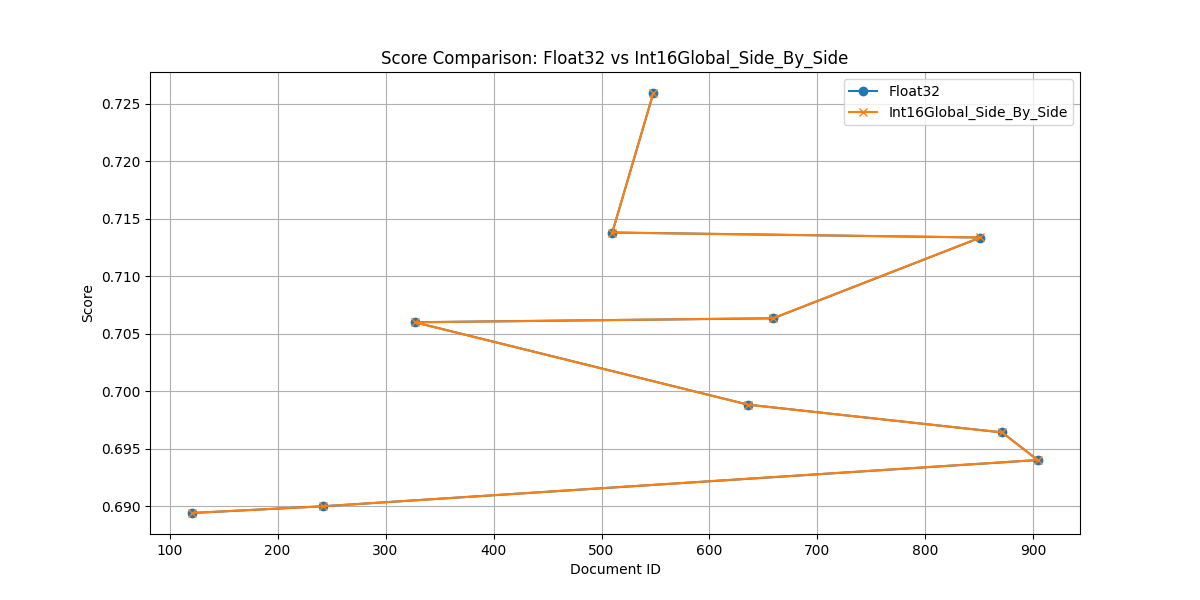 Score Comparison: Float32 vs Int16Global_Side_By_Side
Float32
Int16Global_Side_By_Side
Score
0.725
0.720
0.715
0.710
0.705
0.700
0.695
0.690
100 200 300 400 500 600 700 800 900
Document ID